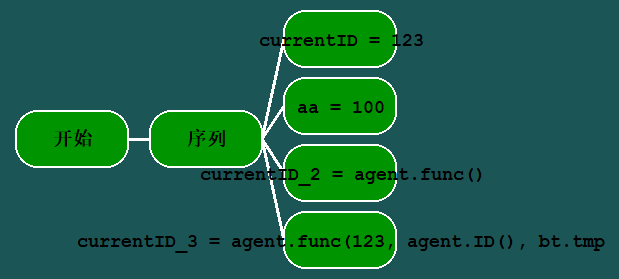 currentID = 123
aa = 100
开始
序列
currentID_2 = agent.func()
currentID_3 = agent.func(123, agent.ID(), bt.tmp